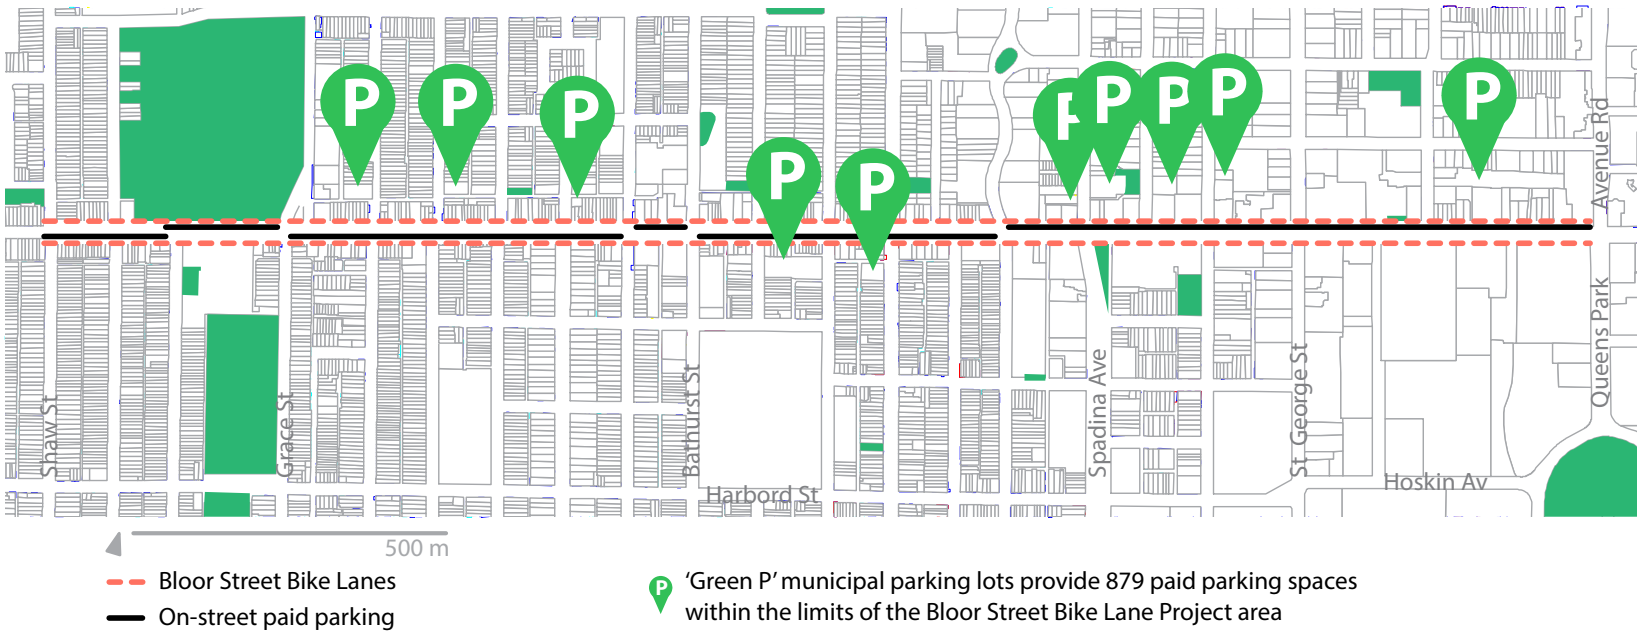 P
P
P
P
P
P
P
P
P
P
Avenue Rd
Queens Park
Shaw St
Grace St
Bathurst St
Spadina Ave
St George St
Harbord St
Hoskin Av
500 m
Bloor Street Bike Lanes
On-street paid parking
P
‘Green P’ municipal parking lots provide 879 paid parking spaces
within the limits of the Bloor Street Bike Lane Project area